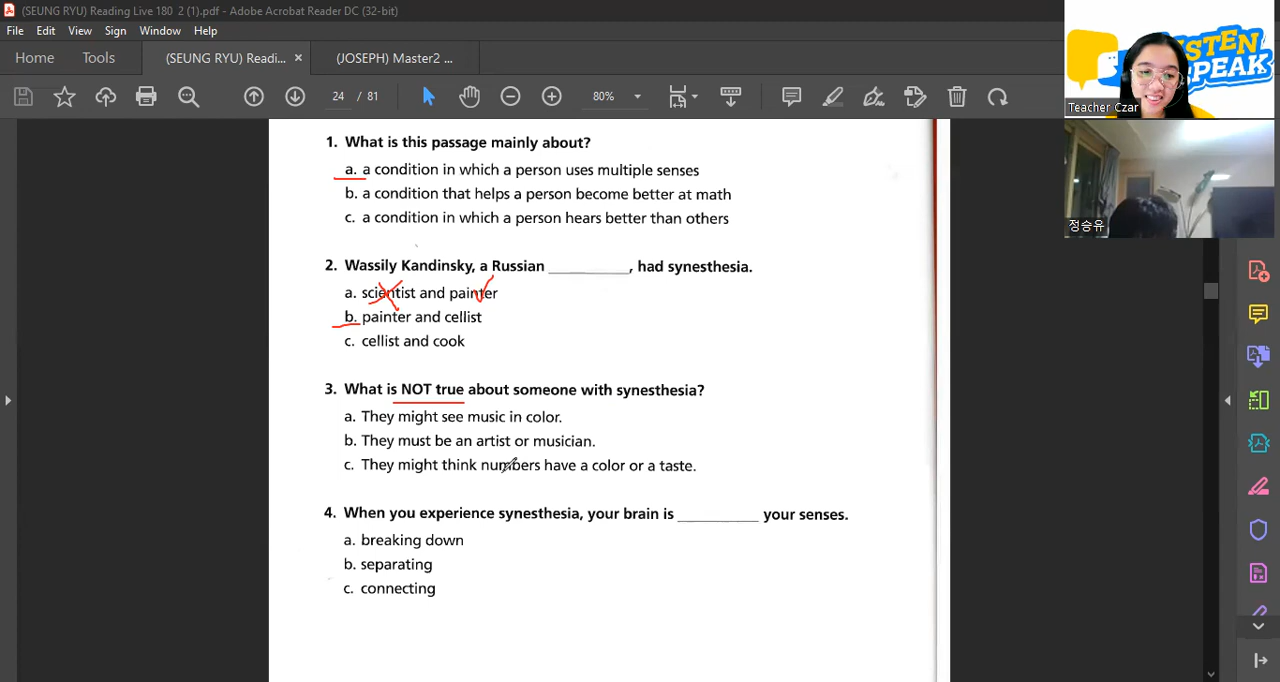 (SEUNG RYU) Reading Live 180 2 (1).pdf - Adobe Acrobat Reader DC (32-bit)
File Edit View Sign Window Help
Home Tools (SEUNG RYU) Readi... × (JOSEPH) Master2 ...
24 / 81 80%
LISTEN
SPEAK
Teacher Czar
정승유
1. What is this passage mainly about?
a. a condition in which a person uses multiple senses
b. a condition that helps a person become better at math
c. a condition in which a person hears better than others
2. Wassily Kandinsky, a Russian __________, had synesthesia.
a. scientist and painter
b. painter and cellist
c. cellist and cook
3. What is NOT true about someone with synesthesia?
a. They might see music in color.
b. They must be an artist or musician.
c. They might think numbers have a color or a taste.
4. When you experience synesthesia, your brain is __________ your senses.
a. breaking down
b. separating
c. connecting